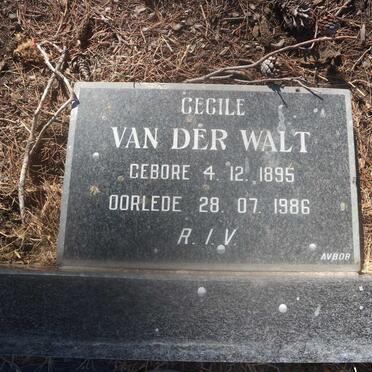 CECILE
VAN DER WALT
GEBORE 4. 12. 1895
OORLEDE 28. 07. 1986
R.I.V.
AVBOB